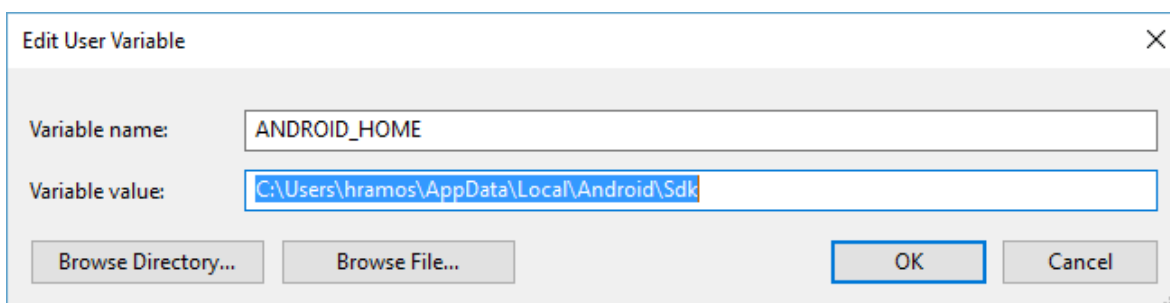 Edit User Variable
Variable name: ANDROID_HOME
Variable value: C:\Users\hramos\AppData\Local\Android\Sdk
Browse Directory... Browse File... OK Cancel